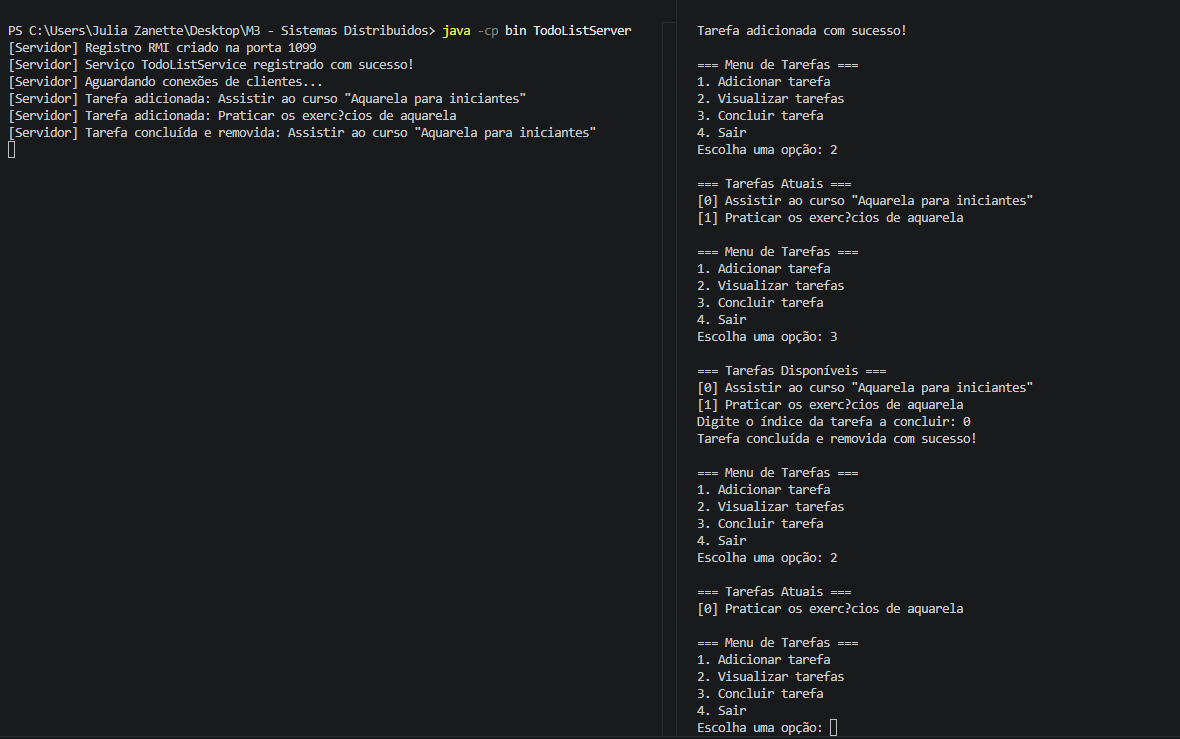 PS C:\Users\Julia Zanette\Desktop\M3 - Sistemas Distribuidos> java -cp bin TodoListServer
[Servidor] Registro RMI criado na porta 1099
[Servidor] Serviço TodoListService registrado com sucesso!
[Servidor] Aguardando conexões de clientes...
[Servidor] Tarefa adicionada: Assistir ao curso "Aquarela para iniciantes"
[Servidor] Tarefa adicionada: Praticar os exerc?cios de aquarela
[Servidor] Tarefa concluída e removida: Assistir ao curso "Aquarela para iniciantes"
Tarefa adicionada com sucesso!
=== Menu de Tarefas ===
1. Adicionar tarefa
2. Visualizar tarefas
3. Concluir tarefa
4. Sair
Escolha uma opção: 2
=== Tarefas Atuais ===
[0] Assistir ao curso "Aquarela para iniciantes"
[1] Praticar os exerc?cios de aquarela
=== Menu de Tarefas ===
1. Adicionar tarefa
2. Visualizar tarefas
3. Concluir tarefa
4. Sair
Escolha uma opção: 3
=== Tarefas Disponíveis ===
[0] Assistir ao curso "Aquarela para iniciantes"
[1] Praticar os exerc?cios de aquarela
Digite o índice da tarefa a concluir: 0
Tarefa concluída e removida com sucesso!
=== Menu de Tarefas ===
1. Adicionar tarefa
2. Visualizar tarefas
3. Concluir tarefa
4. Sair
Escolha uma opção: 2
=== Tarefas Atuais ===
[0] Praticar os exerc?cios de aquarela
=== Menu de Tarefas ===
1. Adicionar tarefa
2. Visualizar tarefas
3. Concluir tarefa
4. Sair
Escolha uma opção: